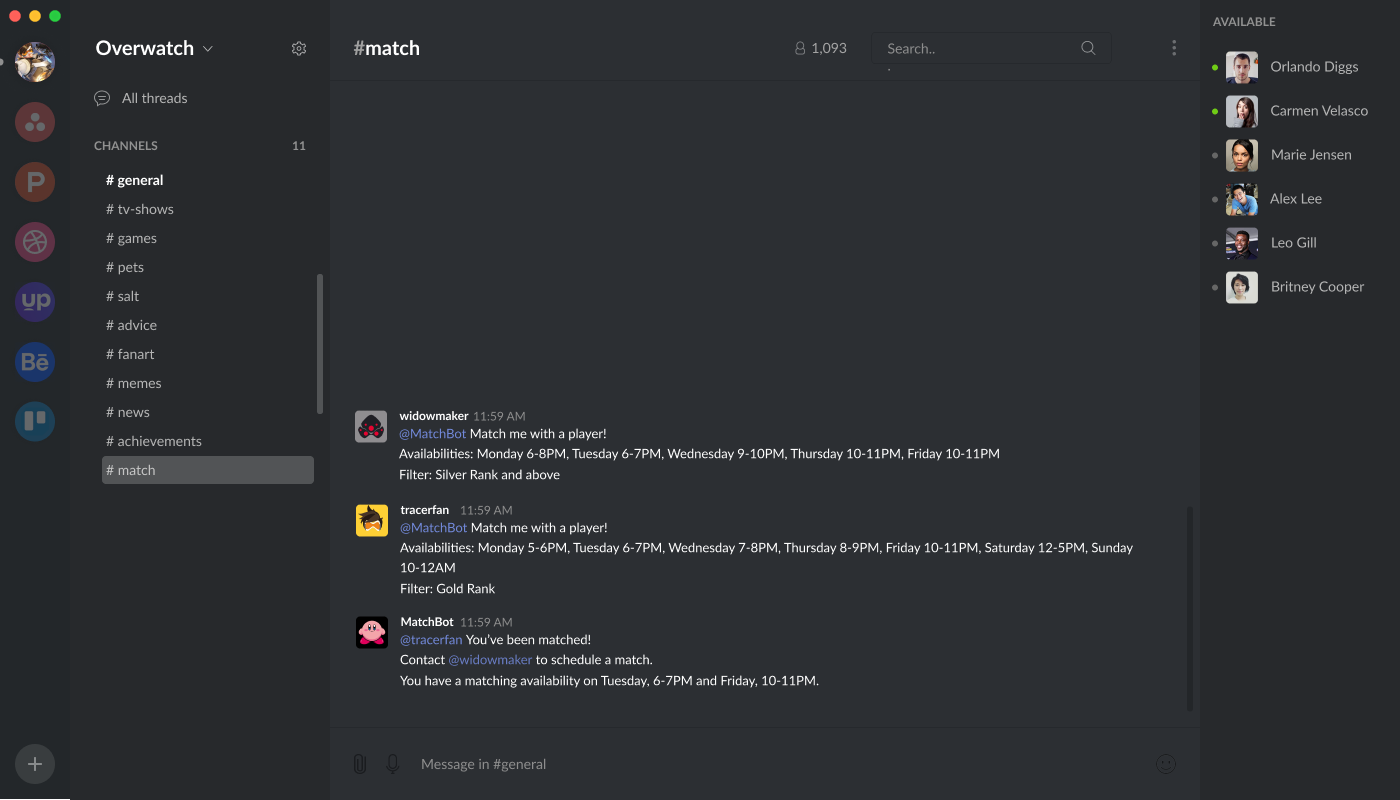 Overwatch
All threads
CHANNELS 11
# general
# tv-shows
# games
# pets
# salt
# advice
# fanart
# memes
# news
# achievements
# match
P
up
Bē
#match
1,093
Search..
widowmaker 11:59 AM
@MatchBot Match me with a player!
Availabilities: Monday 6-8PM, Tuesday 6-7PM, Wednesday 9-10PM, Thursday 10-11PM, Friday 10-11PM
Filter: Silver Rank and above
tracerfan 11:59 AM
@MatchBot Match me with a player!
Availabilities: Monday 5-6PM, Tuesday 6-7PM, Wednesday 7-8PM, Thursday 8-9PM, Friday 10-11PM, Saturday 12-5PM, Sunday
10-12AM
Filter: Gold Rank
MatchBot 11:59 AM
@tracerfan You've been matched!
Contact @widowmaker to schedule a match.
You have a matching availability on Tuesday, 6-7PM and Friday, 10-11PM.
Message in #general
AVAILABLE
Orlando Diggs
Carmen Velasco
Marie Jensen
Alex Lee
Leo Gill
Britney Cooper